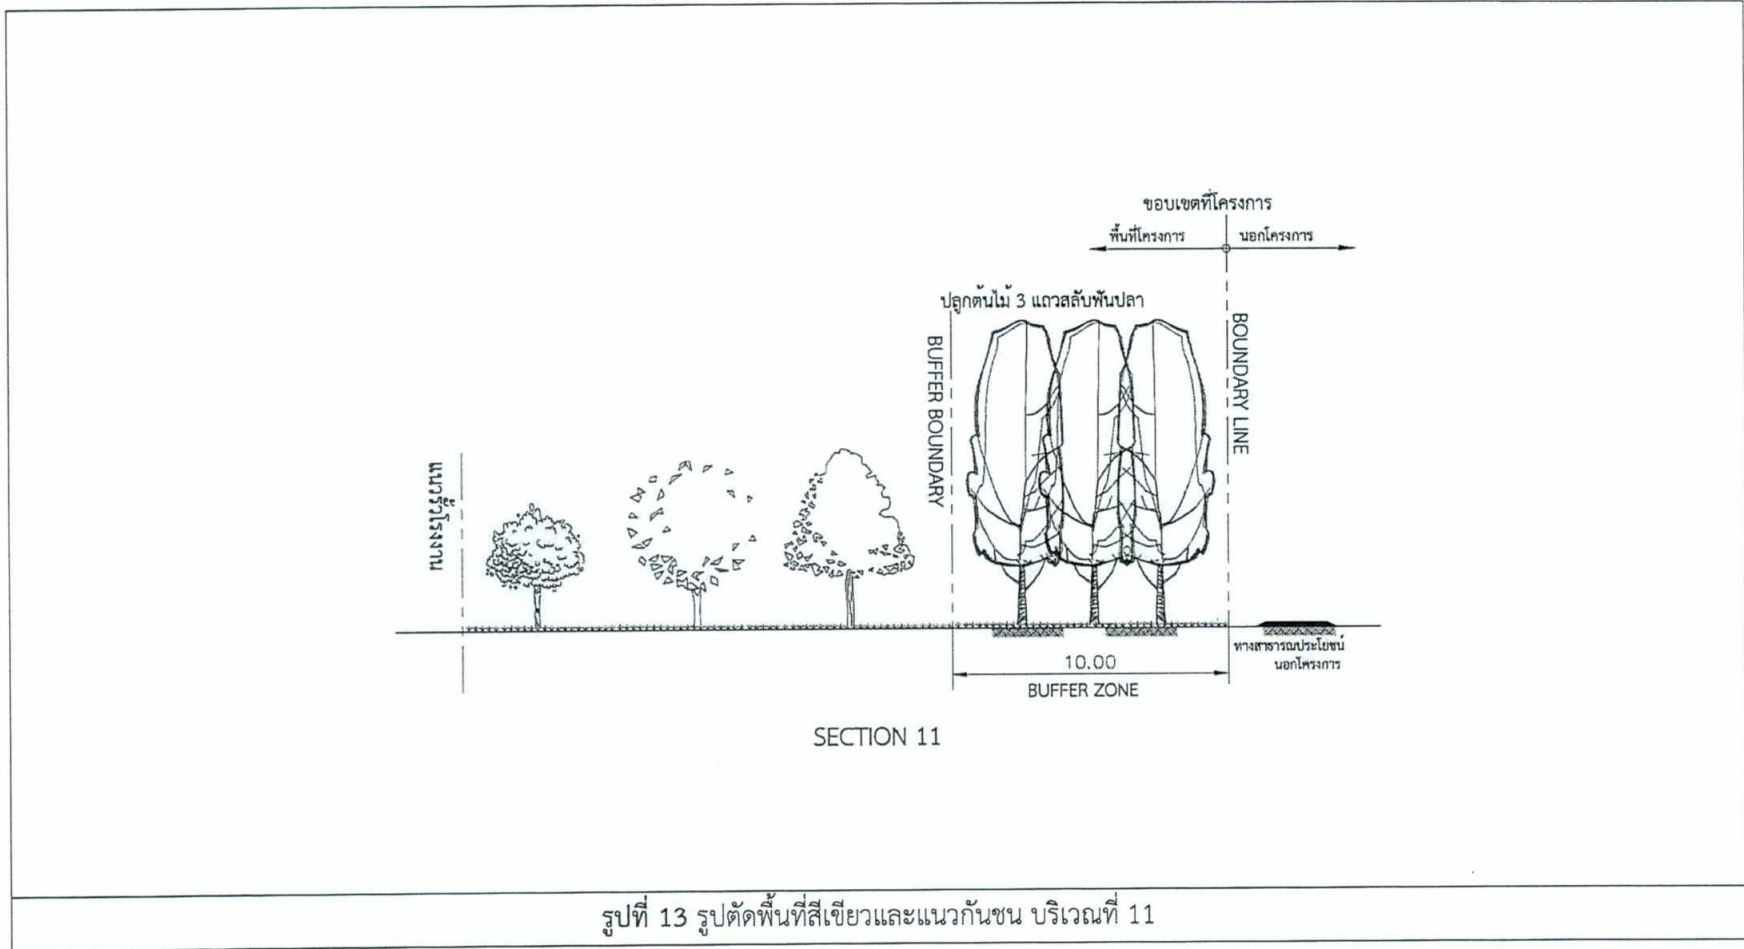 ขอบเขตที่โครงการ
พื้นที่โครงการ
นอกโครงการ
ปลูกต้นไม้ 3 แถวสลับฟันปลา
BUFFER BOUNDARY
BOUNDARY LINE
แนวรั้วโรงงาน
ทางสาธารณประโยชน์
นอกโครงการ
10.00
BUFFER ZONE
SECTION 11
รูปที่ 13 รูปตัดพื้นที่สีเขียวและแนวกันชน บริเวณที่ 11